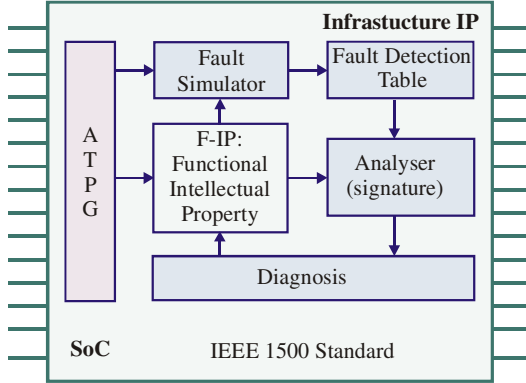 Infrastucture IP
A
T
P
G
Fault
Simulator
Fault Detection
Table
F-IP:
Functional
Intellectual
Property
Analyser
(signature)
Diagnosis
SoC
IEEE 1500 Standard